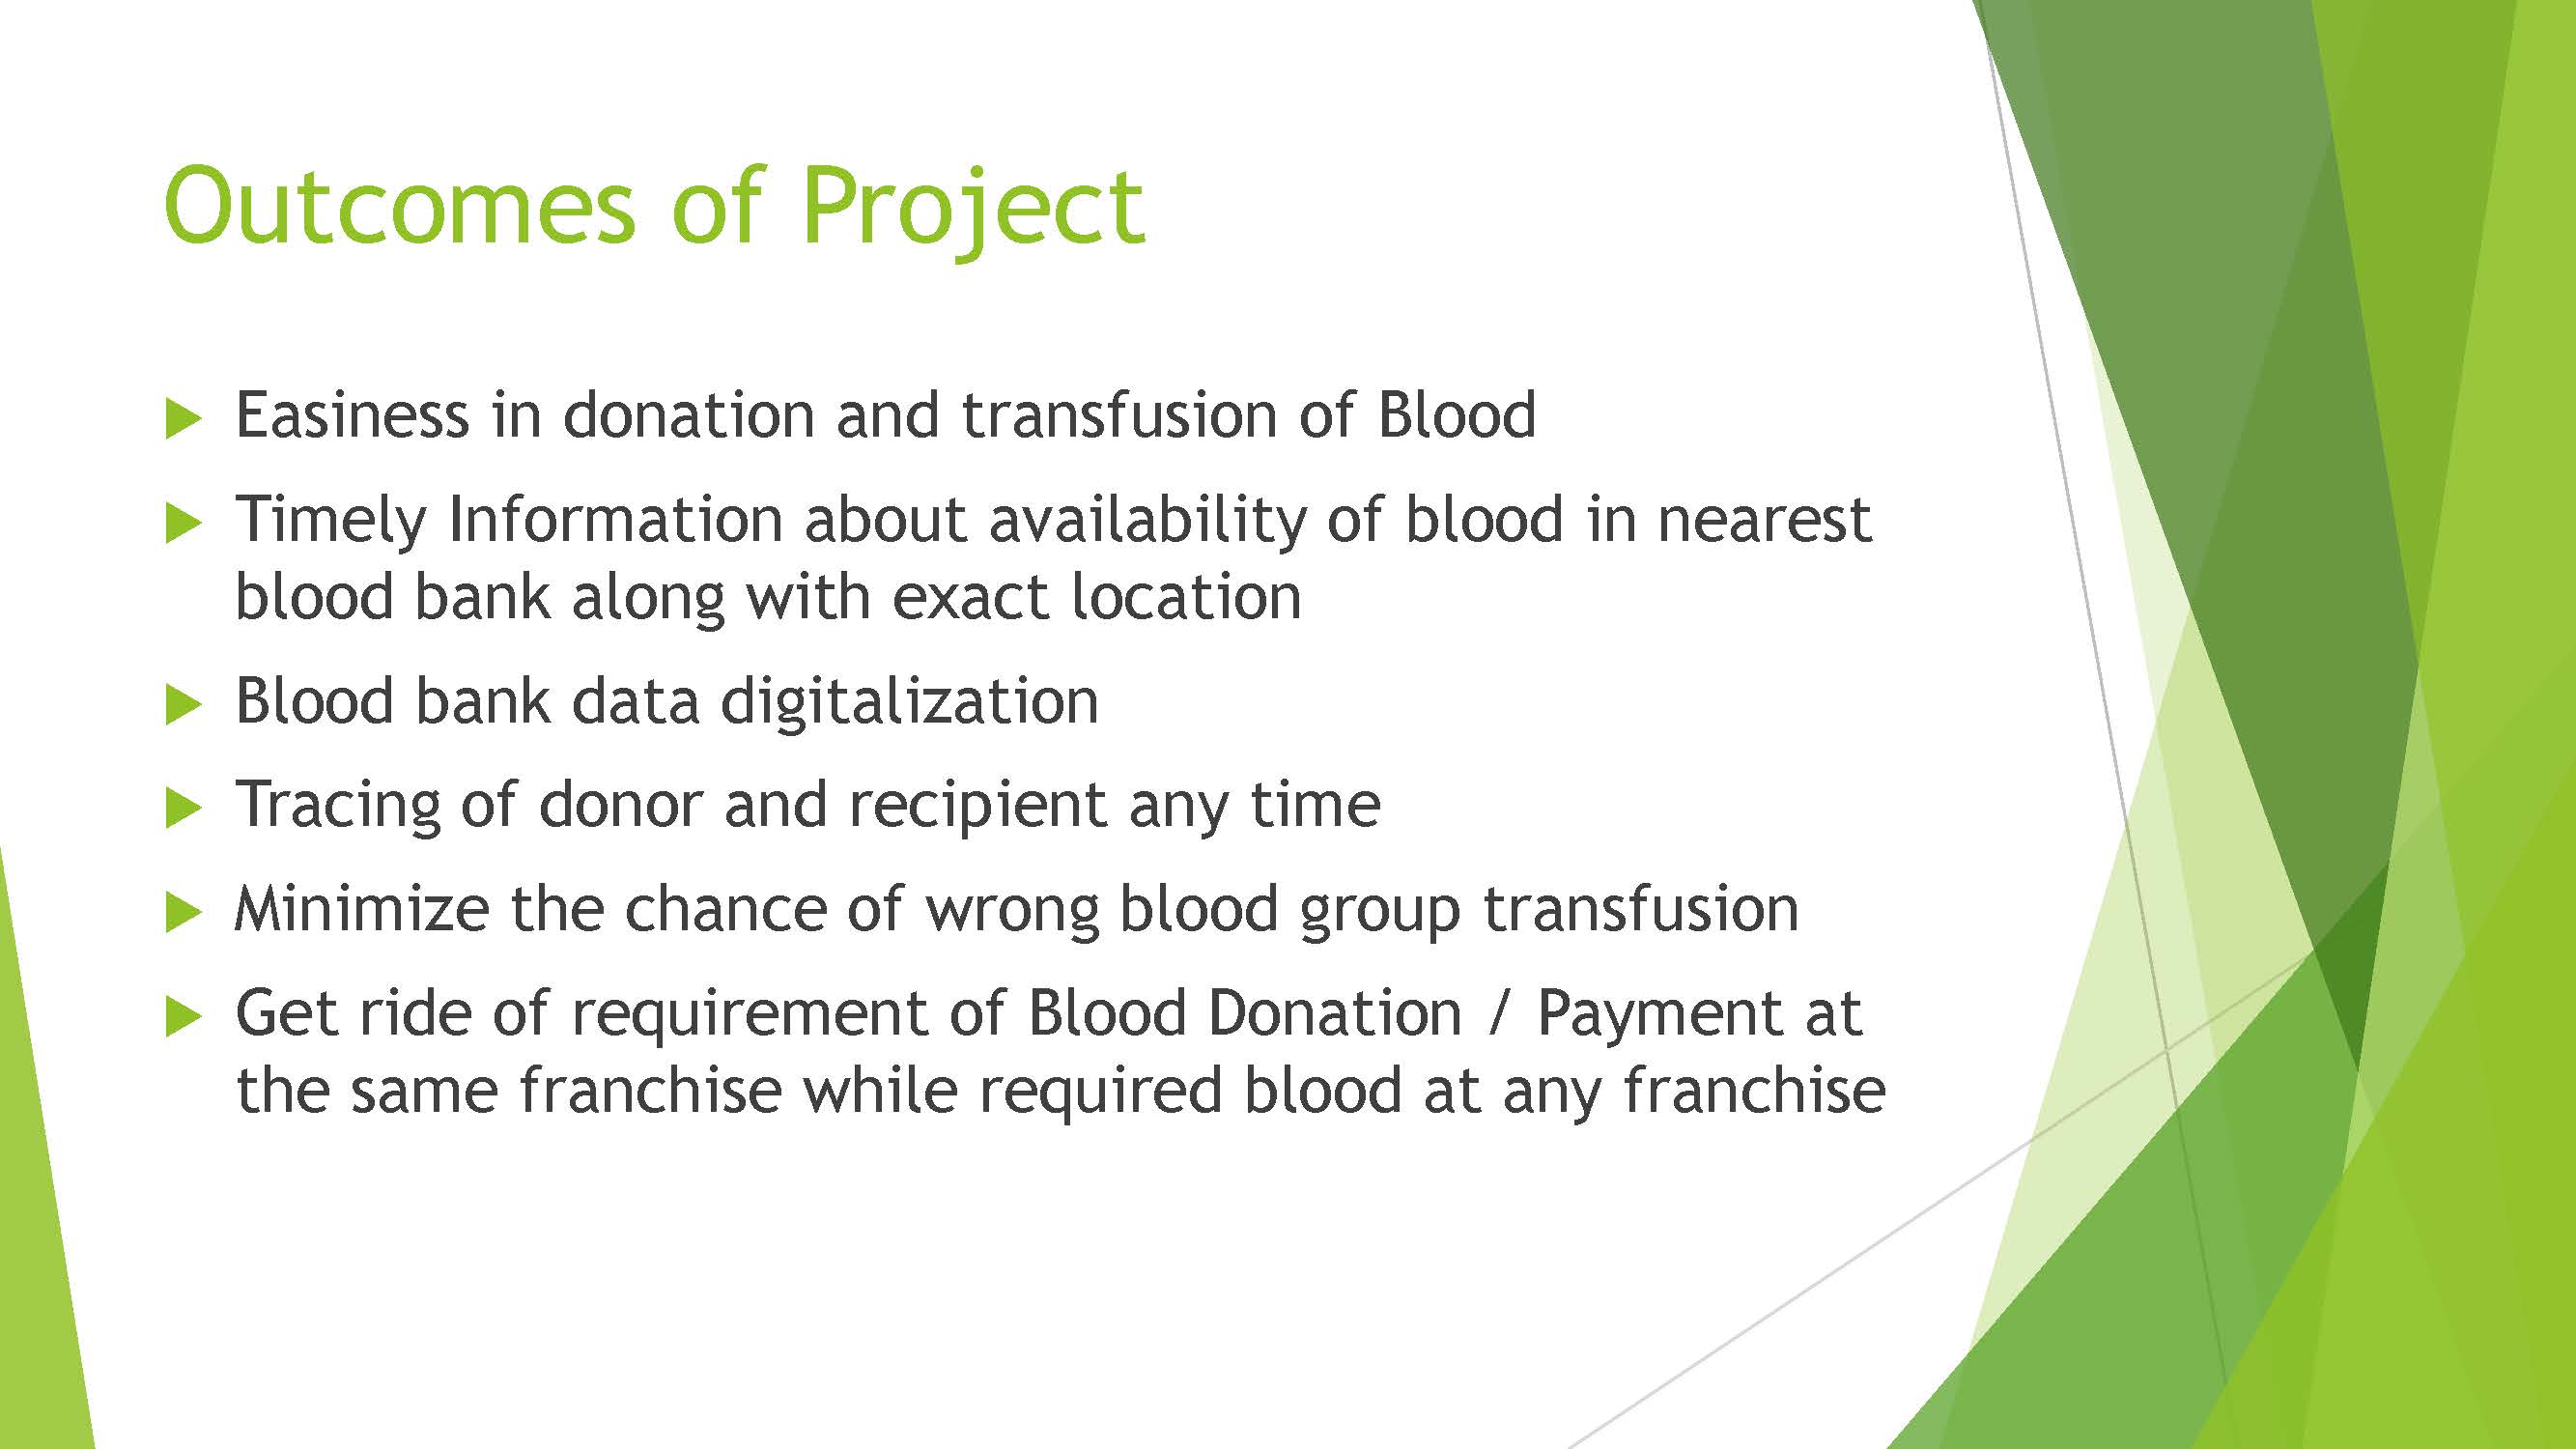 Outcomes of Project
Easiness in donation and transfusion of Blood
Timely Information about availability of blood in nearest
blood bank along with exact location
Blood bank data digitalization
Tracing of donor and recipient any time
Minimize the chance of wrong blood group transfusion
Get ride of requirement of Blood Donation / Payment at
the same franchise while required blood at any franchise